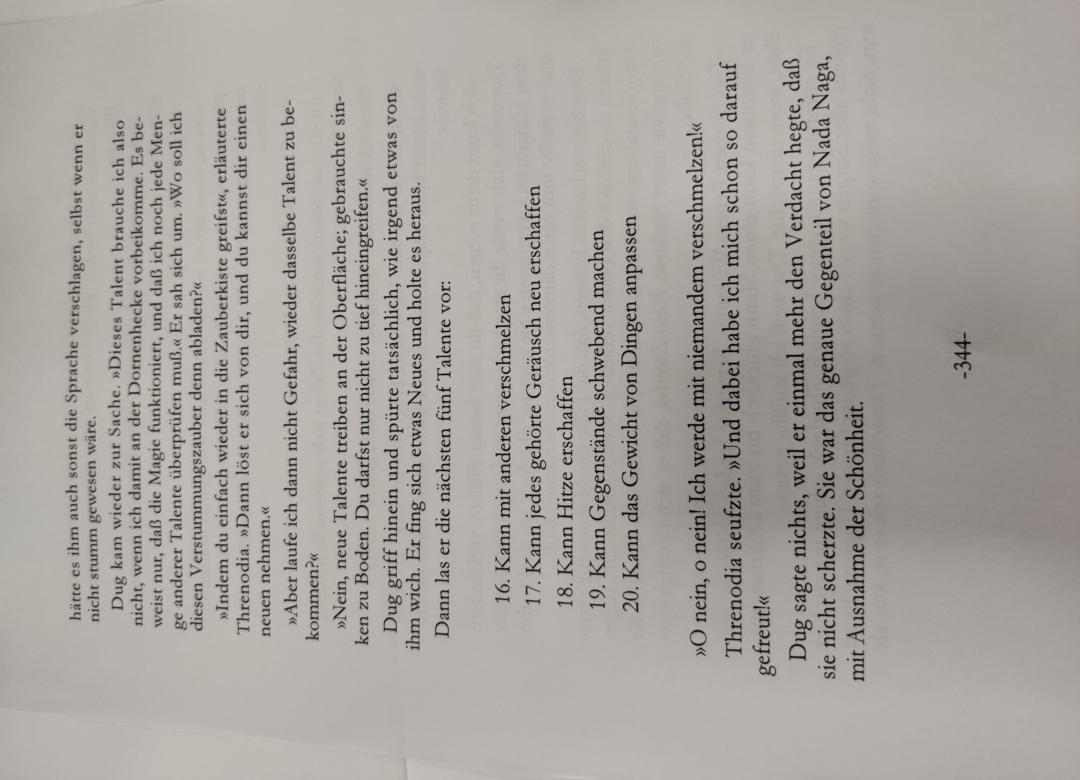 hätte es ihm auch sonst die Sprache verschlagen, selbst wenn er
nicht stumm gewesen wäre.
Dug kam wieder zur Sache. »Dieses Talent brauche ich also
nicht, wenn ich damit an der Dornenhecke vorbeikomme. Es be-
weist nur, daß die Magie funktioniert, und daß ich noch jede Men-
ge anderer Talente überprüfen muß.« Er sah sich um. »Wo soll ich
diesen Verstummungszauber denn abladen?«
»Indem du einfach wieder in die Zauberkiste greifst«, erläuterte
Threnodia. »Dann löst er sich von dir, und du kannst dir einen
neuen nehmen.«
»Aber laufe ich dann nicht Gefahr, wieder dasselbe Talent zu be-
kommen?«
»Nein, neue Talente treiben an der Oberfläche; gebrauchte sin-
ken zu Boden. Du darfst nur nicht zu tief hineingreifen.«
Dug griff hinein und spürte tatsächlich, wie irgend etwas von
ihm wich. Er fing sich etwas Neues und holte es heraus.
Dann las er die nächsten fünf Talente vor:
16. Kann mit anderen verschmelzen
17. Kann jedes gehörte Geräusch neu erschaffen
18. Kann Hitze erschaffen
19. Kann Gegenstände schwebend machen
20. Kann das Gewicht von Dingen anpassen
»O nein, o nein! Ich werde mit niemandem verschmelzen!«
Threnodia seufzte. »Und dabei habe ich mich schon so darauf
gefreut!«
Dug sagte nichts, weil er einmal mehr den Verdacht hegte, daß
sie nicht scherzte. Sie war das genaue Gegenteil von Nada Naga,
mit Ausnahme der Schönheit.
-344-